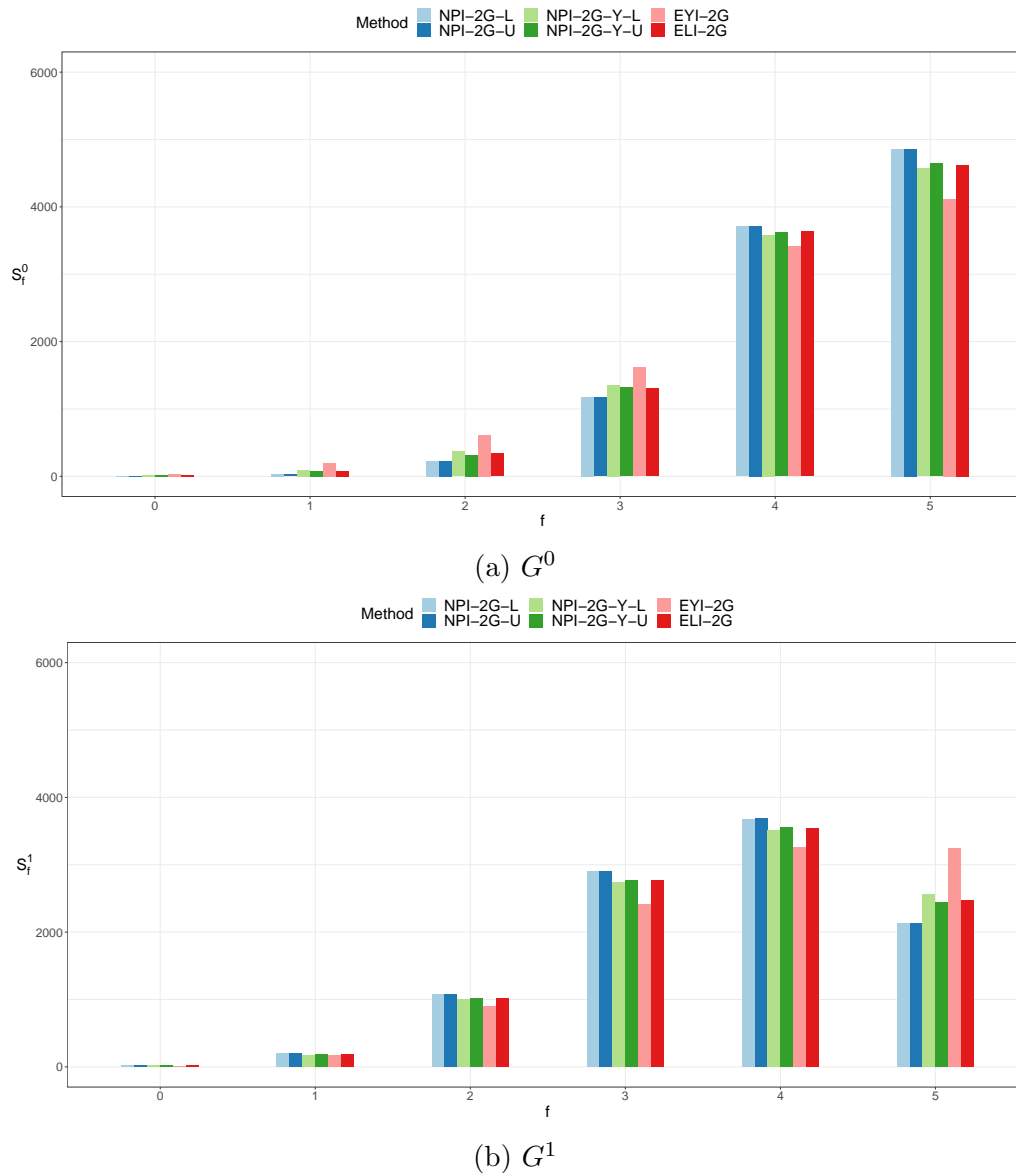 Method NPI−2G−L NPI−2G−Y−L EYI−2G
NPI−2G−U NPI−2G−Y−U ELI−2G
6000
4000
S_f^0
2000
0
0 1 2 3 4 5
f
(a) G^0
Method NPI−2G−L NPI−2G−Y−L EYI−2G
NPI−2G−U NPI−2G−Y−U ELI−2G
6000
4000
S_f^1
2000
0
0 1 2 3 4 5
f
(b) G^1